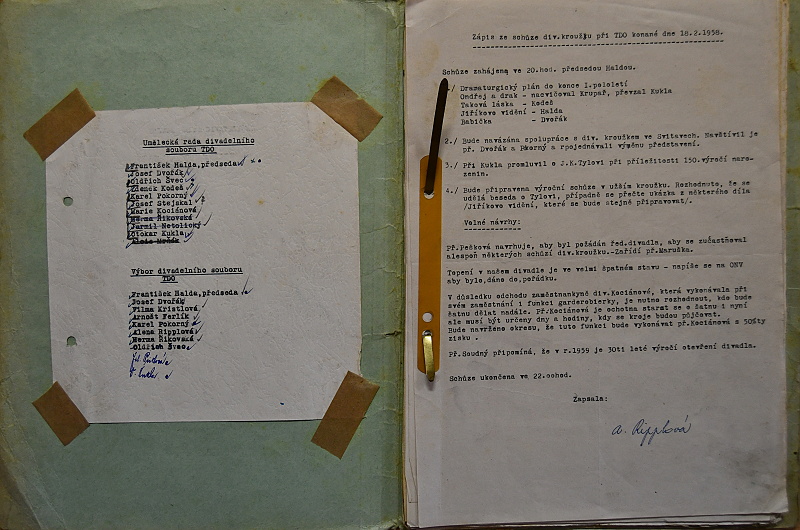 Umělecká rada divadelního
souboru TDO
František Halda,předseda
Josef Dvořák
Oldřich Švec
Zdenek Kodeš
Karel Pokorný
Josef Stejskal
Marie Kociánová
Herma Říkovská
Jarmil Netolický
Otokar Kukla
Alois Mrňák
Výbor divadelního souboru
TDO
František Halda,předseda
Josef Dvořák
Vilma Kristlová
Arnošt Ferlík
Karel Pokorný
Alena Ripplová
Herma Říkovská
Oldřich Švec
Zápis ze schůze div.kroužku při TDO konané dne 18.2.1958.
Schůze zahájena ve 20.hod. předsedou Haldou.
1./ Dramaturgický plán do konce I.pololetí
Ondřej a drak - nacvičoval Krupař, převzal Kukla
Taková láska - Kodeš
Jiříkovo vidění - Halda
Babička - Dvořák
2./ Bude navázána spolupráce s div. kroužkem ve Svitavech. Navštívil je
př. Dvořák a Pkorný a rpojednávali výměnu představení.
3./ Při Kukla promluvil o J.K.Tylovi při příležitosti 150.výročí naro-
zenin.
4./ Bude připravena výroční schůze v užším kroužku. Rozhodnuto, že se
udělá beseda o Tylovi, případně se přečte ukázka z některého díla
/Jiříkovo vidění, které se bude stejně připravovat/.
Volné návrhy:
Př.Pešková navrhuje, aby byl požádán řed.divadla, aby se zúčastňoval
alespoň některých schůzí div.kroužku.-Zařídí př.Maruška.
Topení v našem divadle je ve velmi špatném stavu - napíše se na ONV
aby bylo,dáno do,pořádku.
V důsledku odchodu zaměstnankyně div.Kociánové, která vykonávala při
svém zaměstnání i funkci garderobierky, je nutno rozhodnout, kdo bude
šatnu dělat nadále. Př.Kociánová je ochotna starat se o šatnu i nyní
ale musí být určeny dny a hodiny, kdy se kroje budou půjčovat.
Bude navrženo okresu, že tuto funkci bude vykonávat př.Kociánová s 50%ty
zisku .
Př.Soudný připomíná, že v r.1959 je 30ti leté výročí otevření divadla.
Schůze ukončena ve 22.oohod.
Zapsala:
A. Ripplová